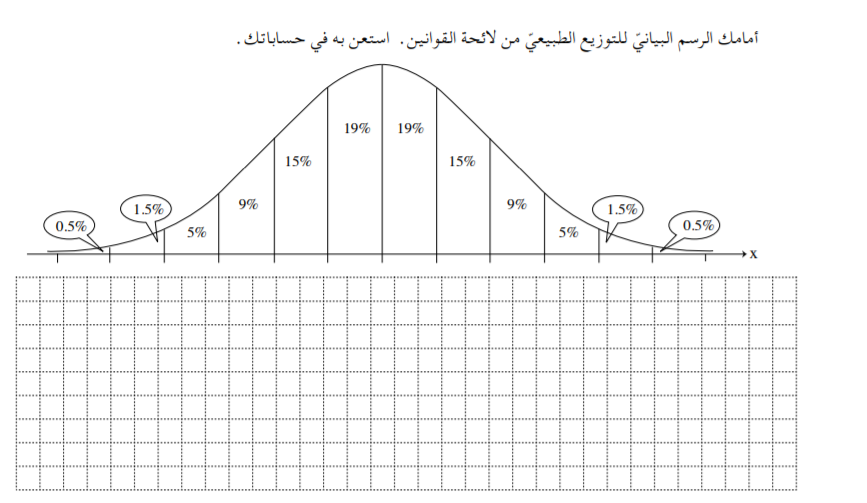 أمامك الرسم البيانيّ للتوزيع الطبيعيّ من لائحة القوانين. استعن به في حساباتك.
19% 19%
15% 15%
9% 9%
1.5% 1.5%
0.5% 5% 5% 0.5%
x